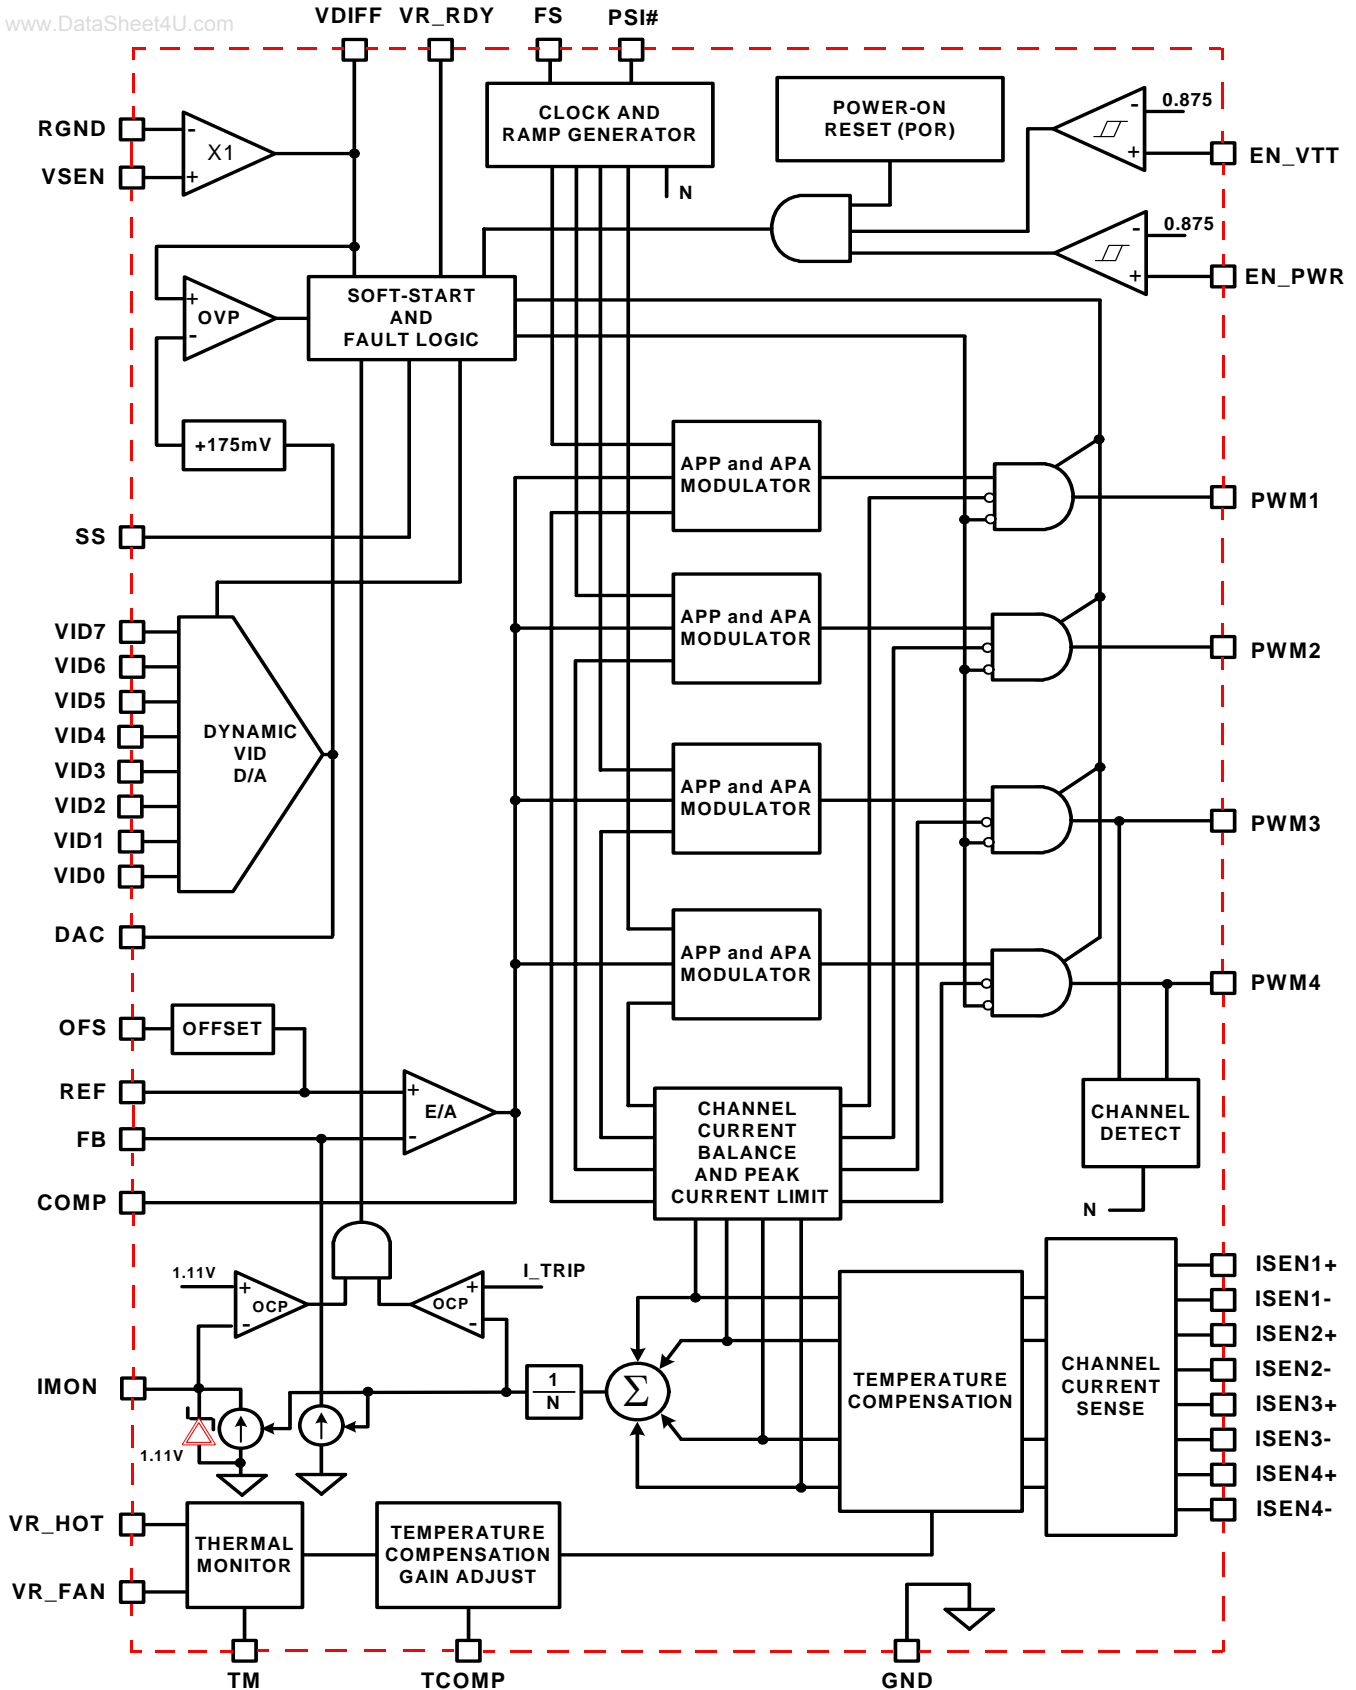 www.DataSheet4U.com
VDIFF
VR_RDY
FS
PSI#
RGND
VSEN
-
X1
+
CLOCK AND
RAMP GENERATOR
N
POWER-ON
RESET (POR)
-
0.875
+
EN_VTT
-
0.875
+
EN_PWR
+
OVP
-
SOFT-START
AND
FAULT LOGIC
+175mV
SS
VID7
VID6
VID5
VID4
VID3
VID2
VID1
VID0
DYNAMIC
VID
D/A
DAC
APP and APA
MODULATOR
PWM1
APP and APA
MODULATOR
PWM2
APP and APA
MODULATOR
PWM3
APP and APA
MODULATOR
PWM4
OFS
OFFSET
REF
FB
+
E/A
-
COMP
CHANNEL
CURRENT
BALANCE
AND PEAK
CURRENT LIMIT
CHANNEL
DETECT
N
1.11V
+
OCP
-
I_TRIP
+
OCP
-
IMON
1.11V
1
N
Σ
TEMPERATURE
COMPENSATION
CHANNEL
CURRENT
SENSE
ISEN1+
ISEN1-
ISEN2+
ISEN2-
ISEN3+
ISEN3-
ISEN4+
ISEN4-
VR_HOT
VR_FAN
THERMAL
MONITOR
TEMPERATURE
COMPENSATION
GAIN ADJUST
TM
TCOMP
GND